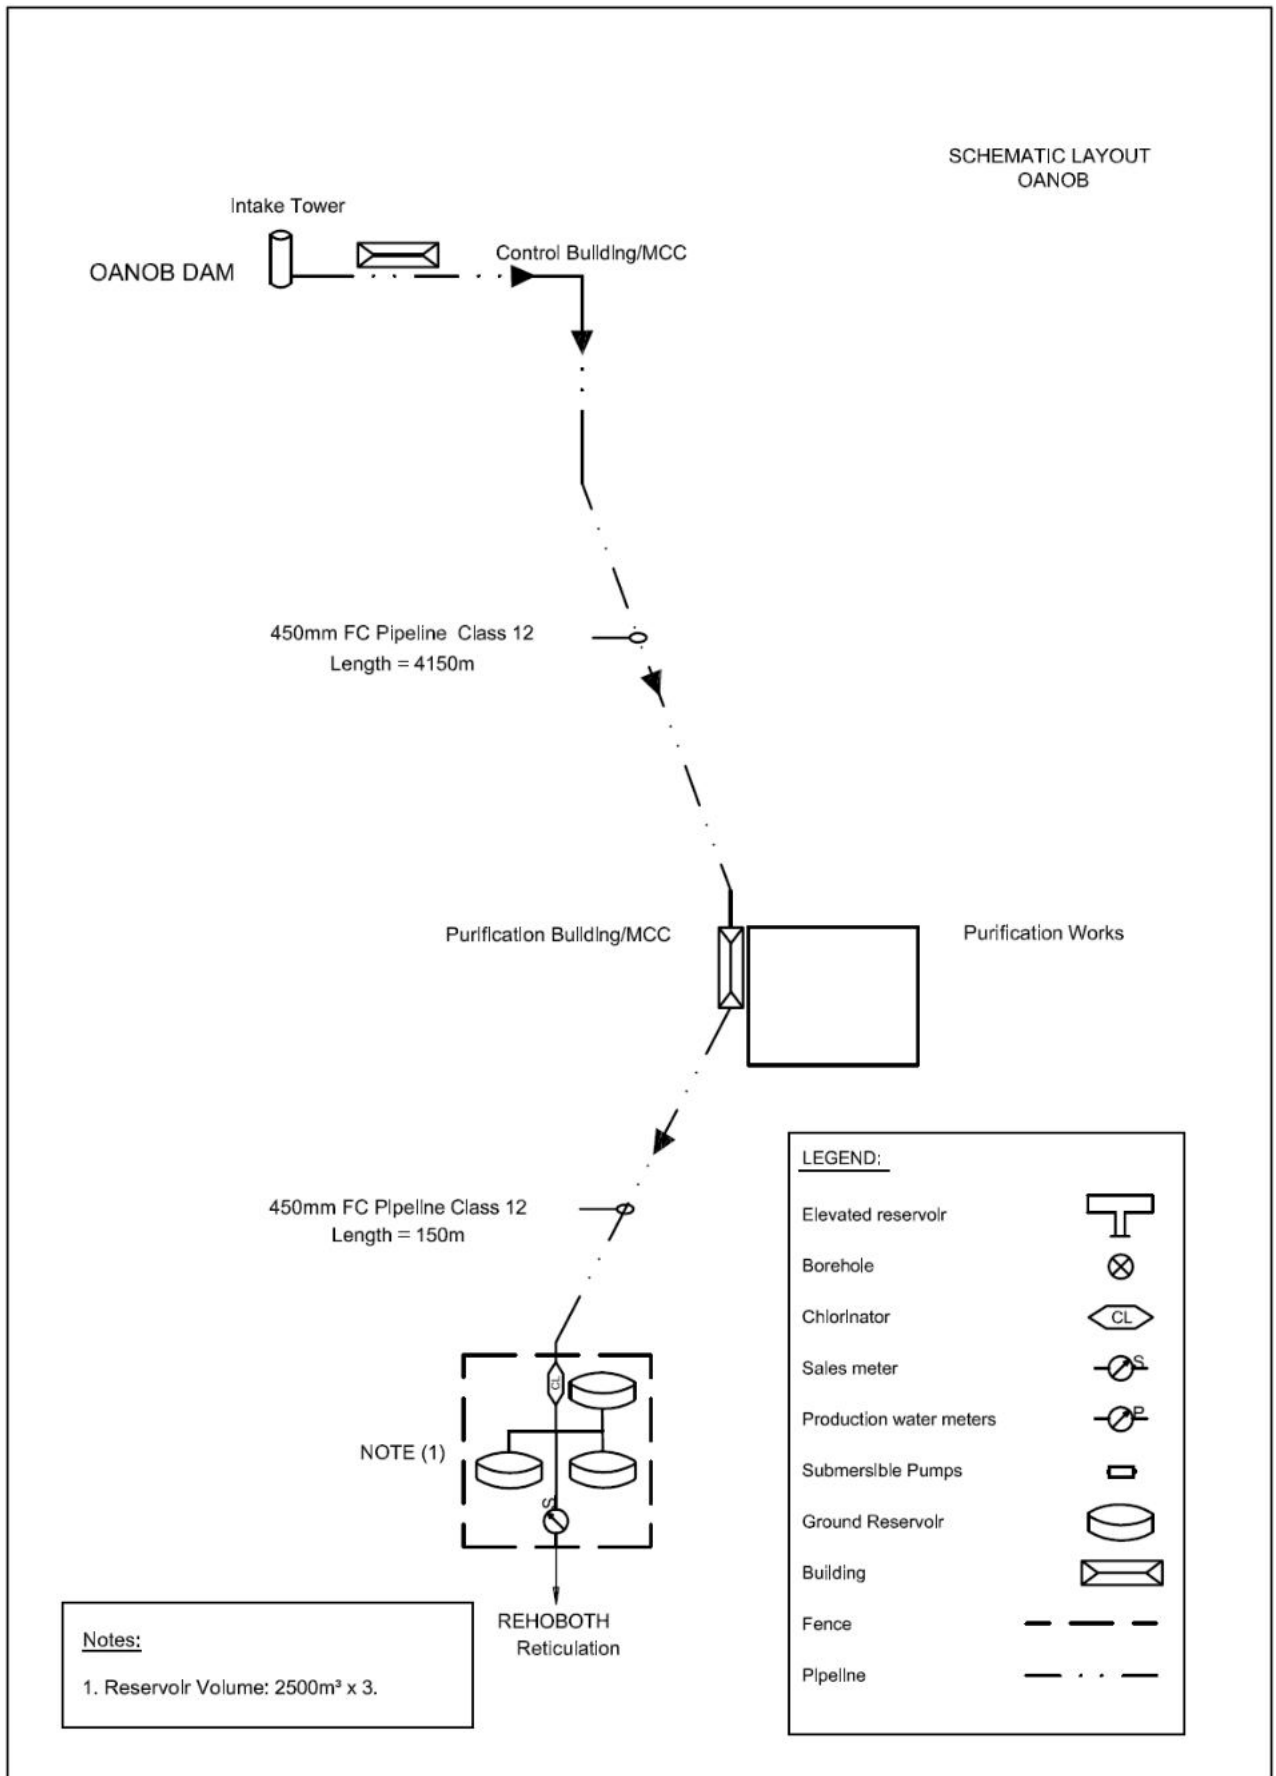 SCHEMATIC LAYOUT
OANOB
Intake Tower
Control Building/MCC
OANOB DAM
450mm FC Pipeline Class 12
Length = 4150m
Purification Building/MCC
Purification Works
450mm FC Pipeline Class 12
Length = 150m
CL
NOTE (1)
S
REHOBOTH
Reticulation
LEGEND:
Elevated reservoir
Borehole
Chlorinator
CL
Sales meter
S
Production water meters
P
Submersible Pumps
Ground Reservoir
Building
Fence
Pipeline
Notes:
1. Reservoir Volume: 2500m³ x 3.